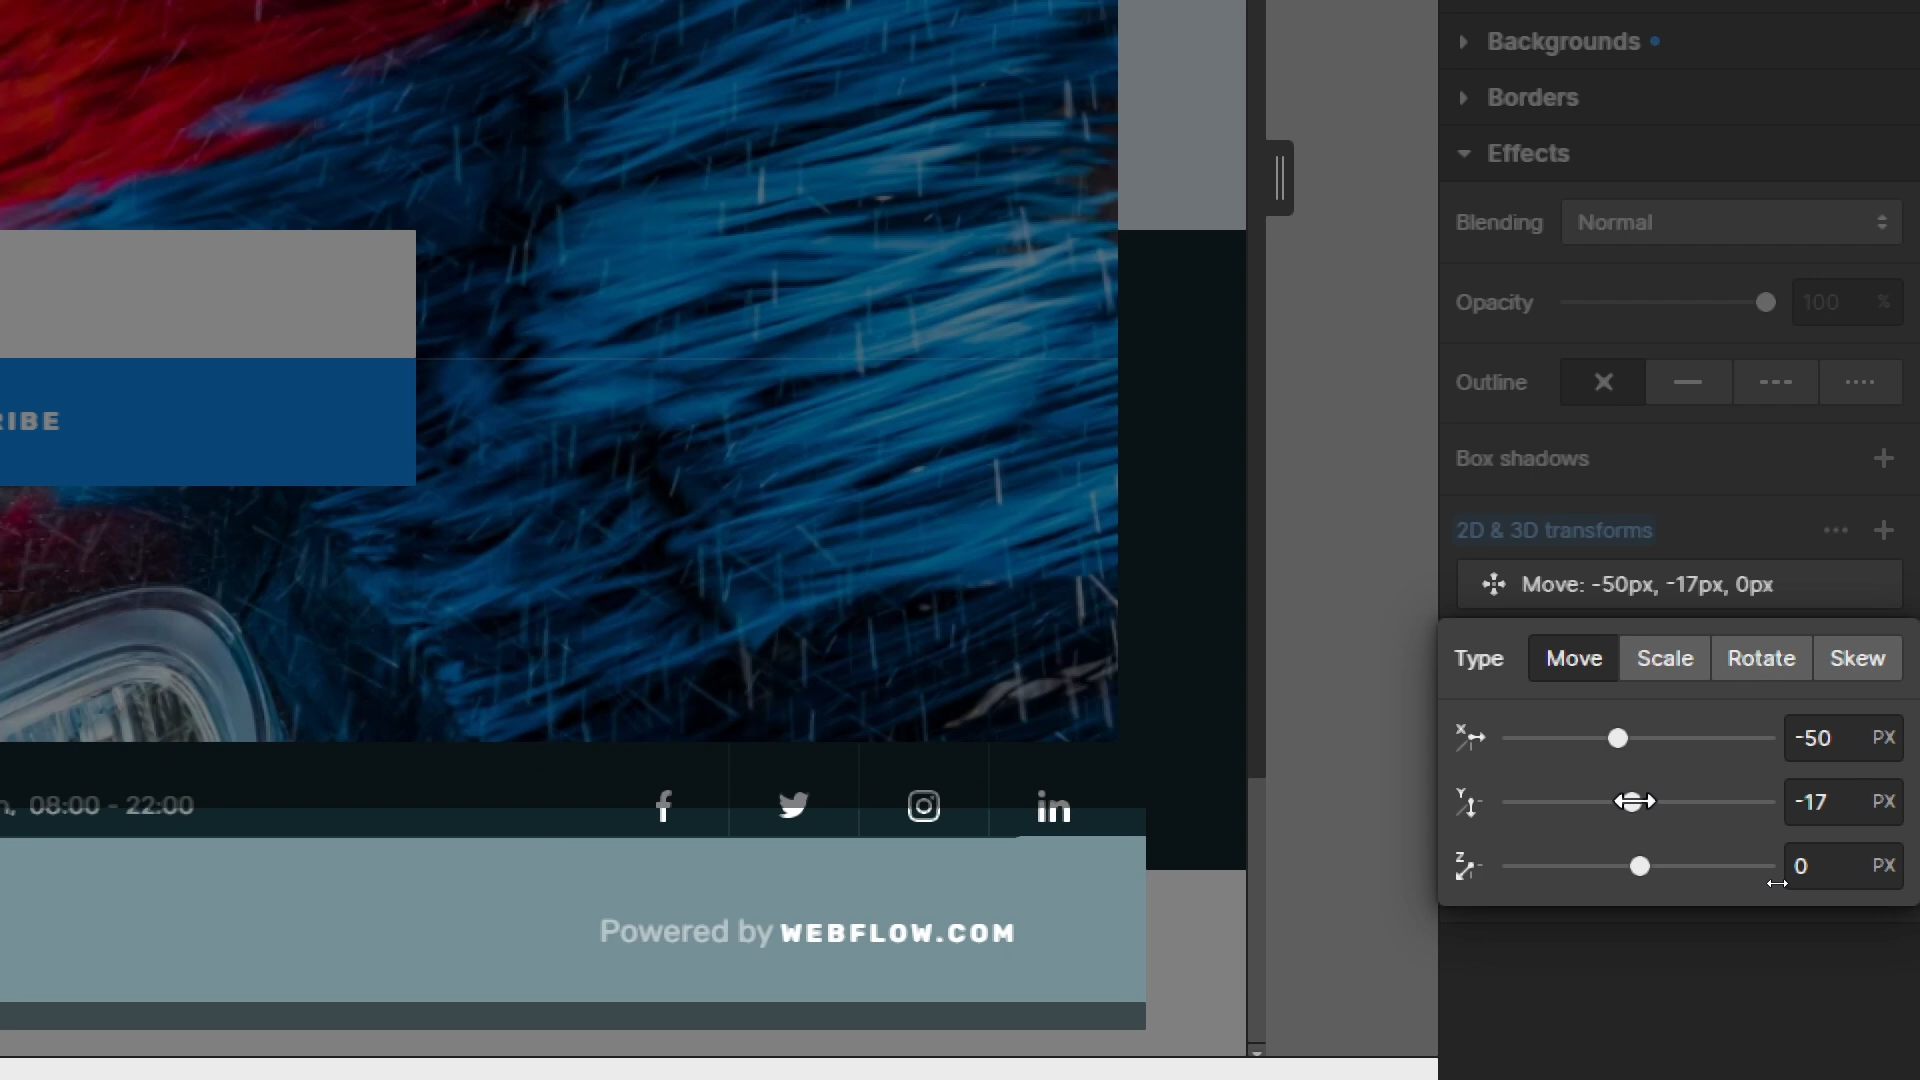 Backgrounds
Borders
Effects
Blending Normal
Opacity 100 %
Outline
Box shadows
2D & 3D transforms
Move: -50px, -17px, 0px
Type Move Scale Rotate Skew
X -50 PX
Y -17 PX
Z 0 PX
RIBE
08:00 - 22:00
Powered by WEBFLOW.COM